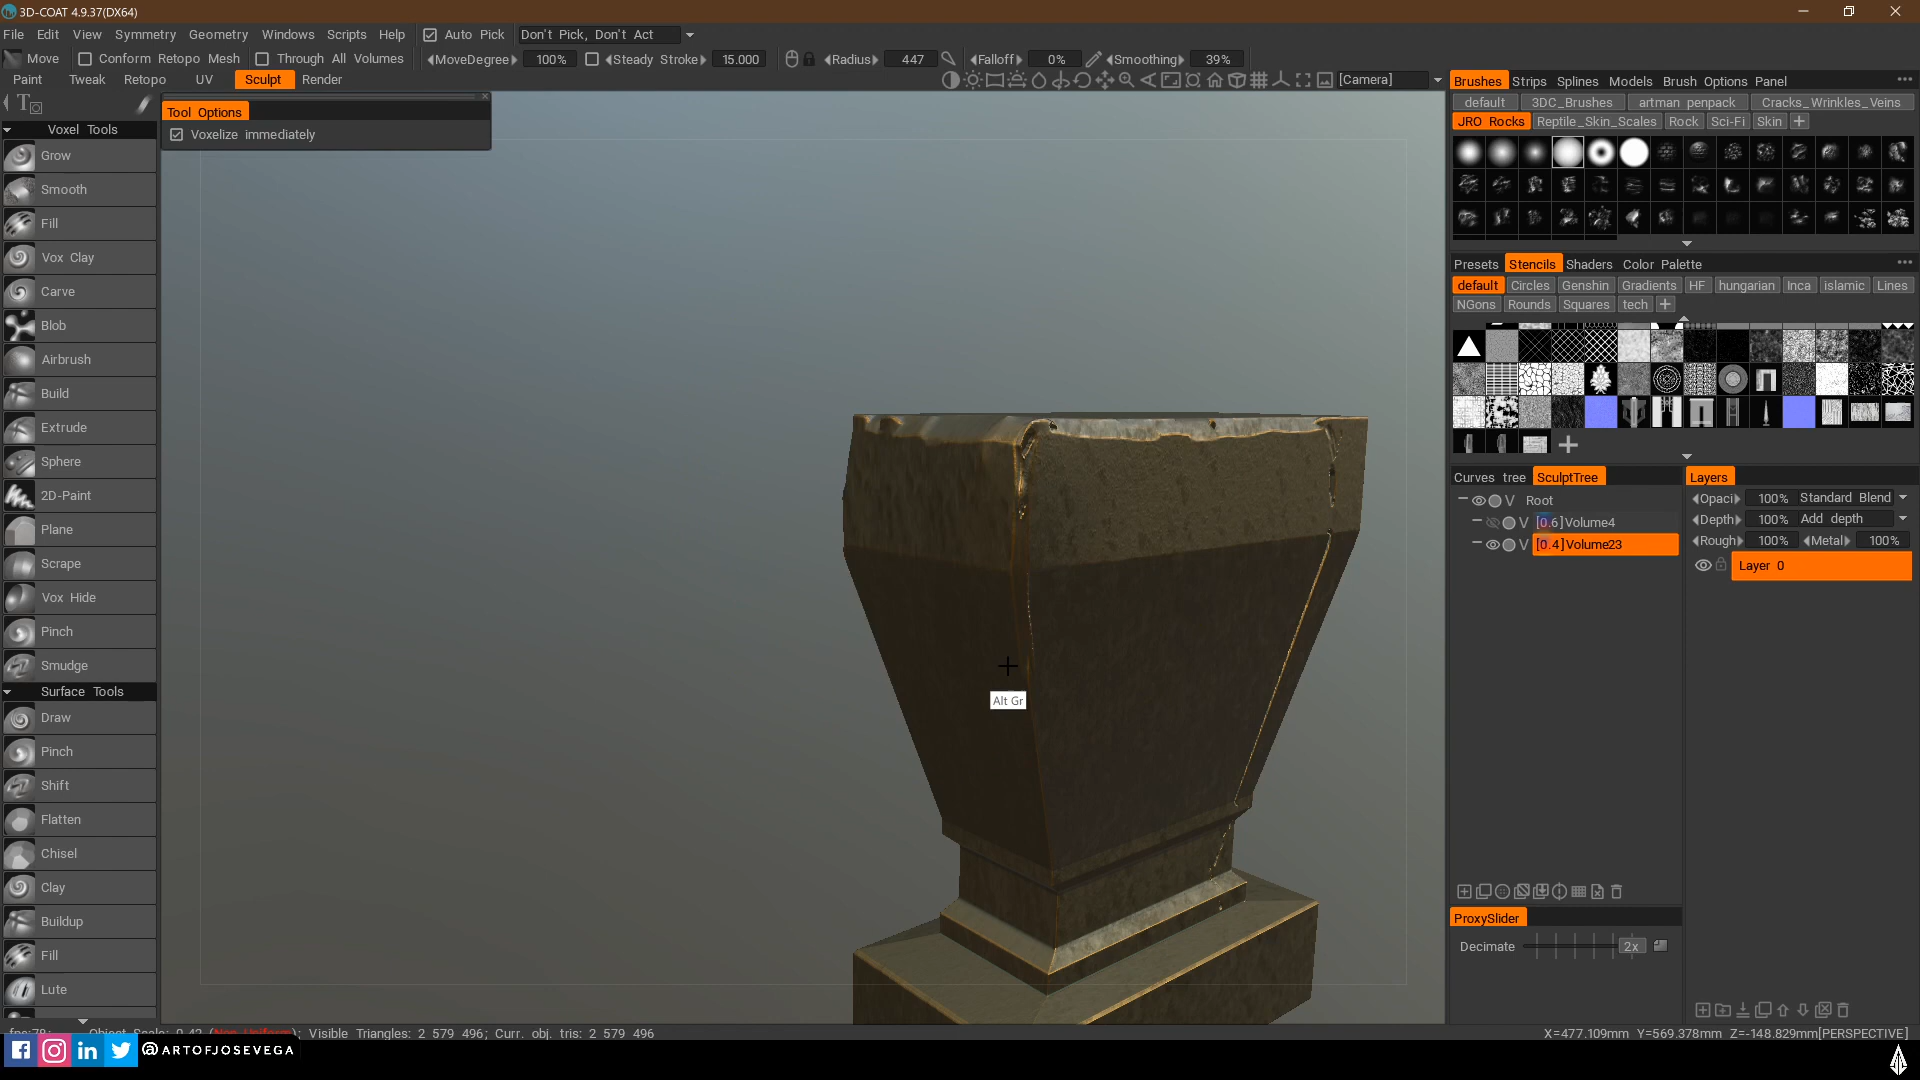 3D-COAT 4.9.37(DX64)
File Edit View Symmetry Geometry Windows Scripts Help Auto Pick Don't Pick, Don't Act
Move Conform Retopo Mesh Through All Volumes MoveDegree 100% Steady Stroke 15.000 Radius 447 Falloff 0% Smoothing 39%
Paint Tweak Retopo UV Sculpt Render [Camera]
Tool Options
Voxelize immediately
Voxel Tools
Grow
Smooth
Fill
Vox Clay
Carve
Blob
Airbrush
Build
Extrude
Sphere
2D-Paint
Plane
Scrape
Vox Hide
Pinch
Smudge
Surface Tools
Draw
Pinch
Shift
Flatten
Chisel
Clay
Buildup
Fill
Lute
Alt Gr
Brushes Strips Splines Models Brush Options Panel
default 3DC_Brushes artman penpack Cracks_Wrinkles_Veins
JRO Rocks Reptile_Skin_Scales Rock Sci-Fi Skin +
Presets Stencils Shaders Color Palette
default Circles Genshin Gradients HF hungarian Inca islamic Lines
NGons Rounds Squares tech +
Curves tree SculptTree
V Root
V [0.6]Volume4
V [0.4]Volume23
ProxySlider
Decimate 2x
Layers
Opaci 100% Standard Blend
Depth 100% Add depth
Rough 100% Metal 100%
Layer 0
Visible Triangles: 2 579 496; Curr. obj. tris: 2 579 496
X=477.109mm Y=569.378mm Z=-148.829mm[PERSPECTIVE]
@ARTOFJOSEVEGA